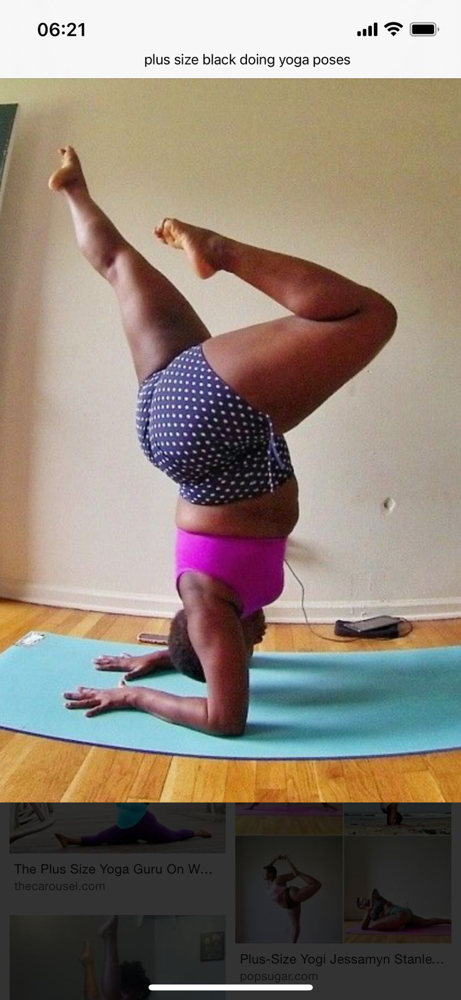 06:21
plus size black doing yoga poses
The Plus Size Yoga Guru On W...
thecarousel.com
Plus-Size Yogi Jessamyn Stanle...
popsugar.com